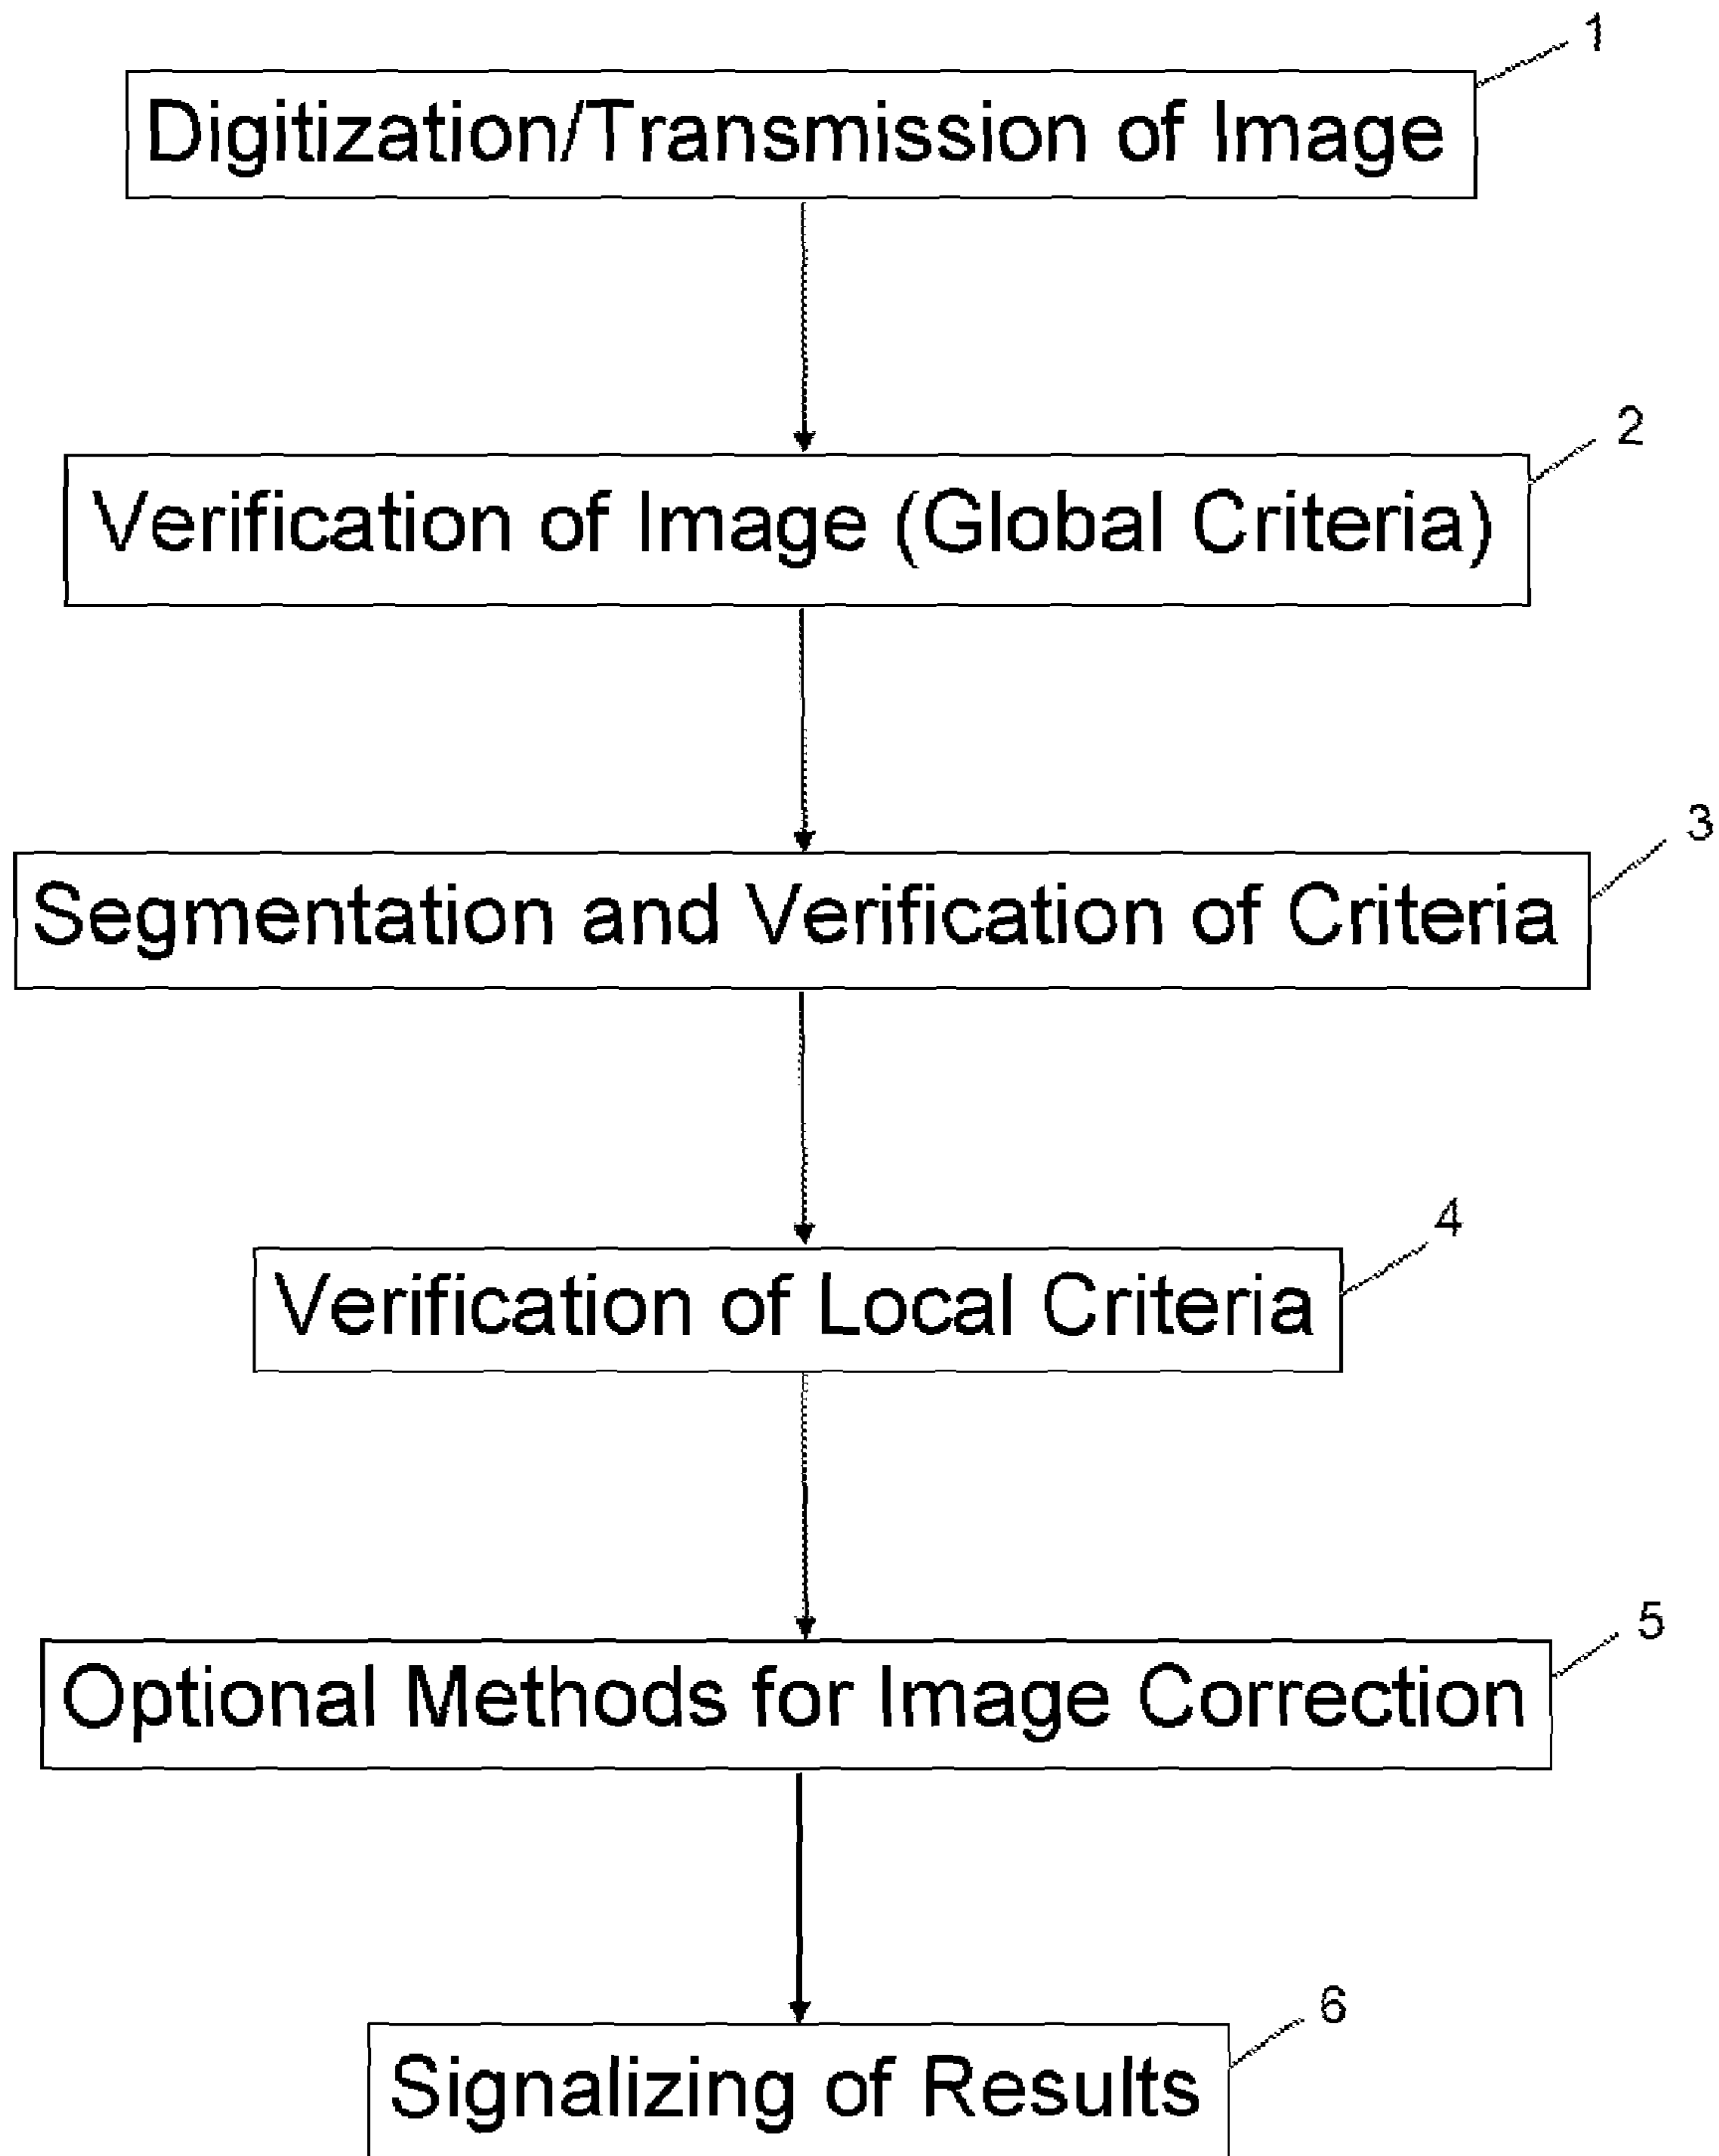 1
Digitization/Transmission of Image
2
Verification of Image (Global Criteria)
3
Segmentation and Verification of Criteria
4
Verification of Local Criteria
5
Optional Methods for Image Correction
6
Signalizing of Results